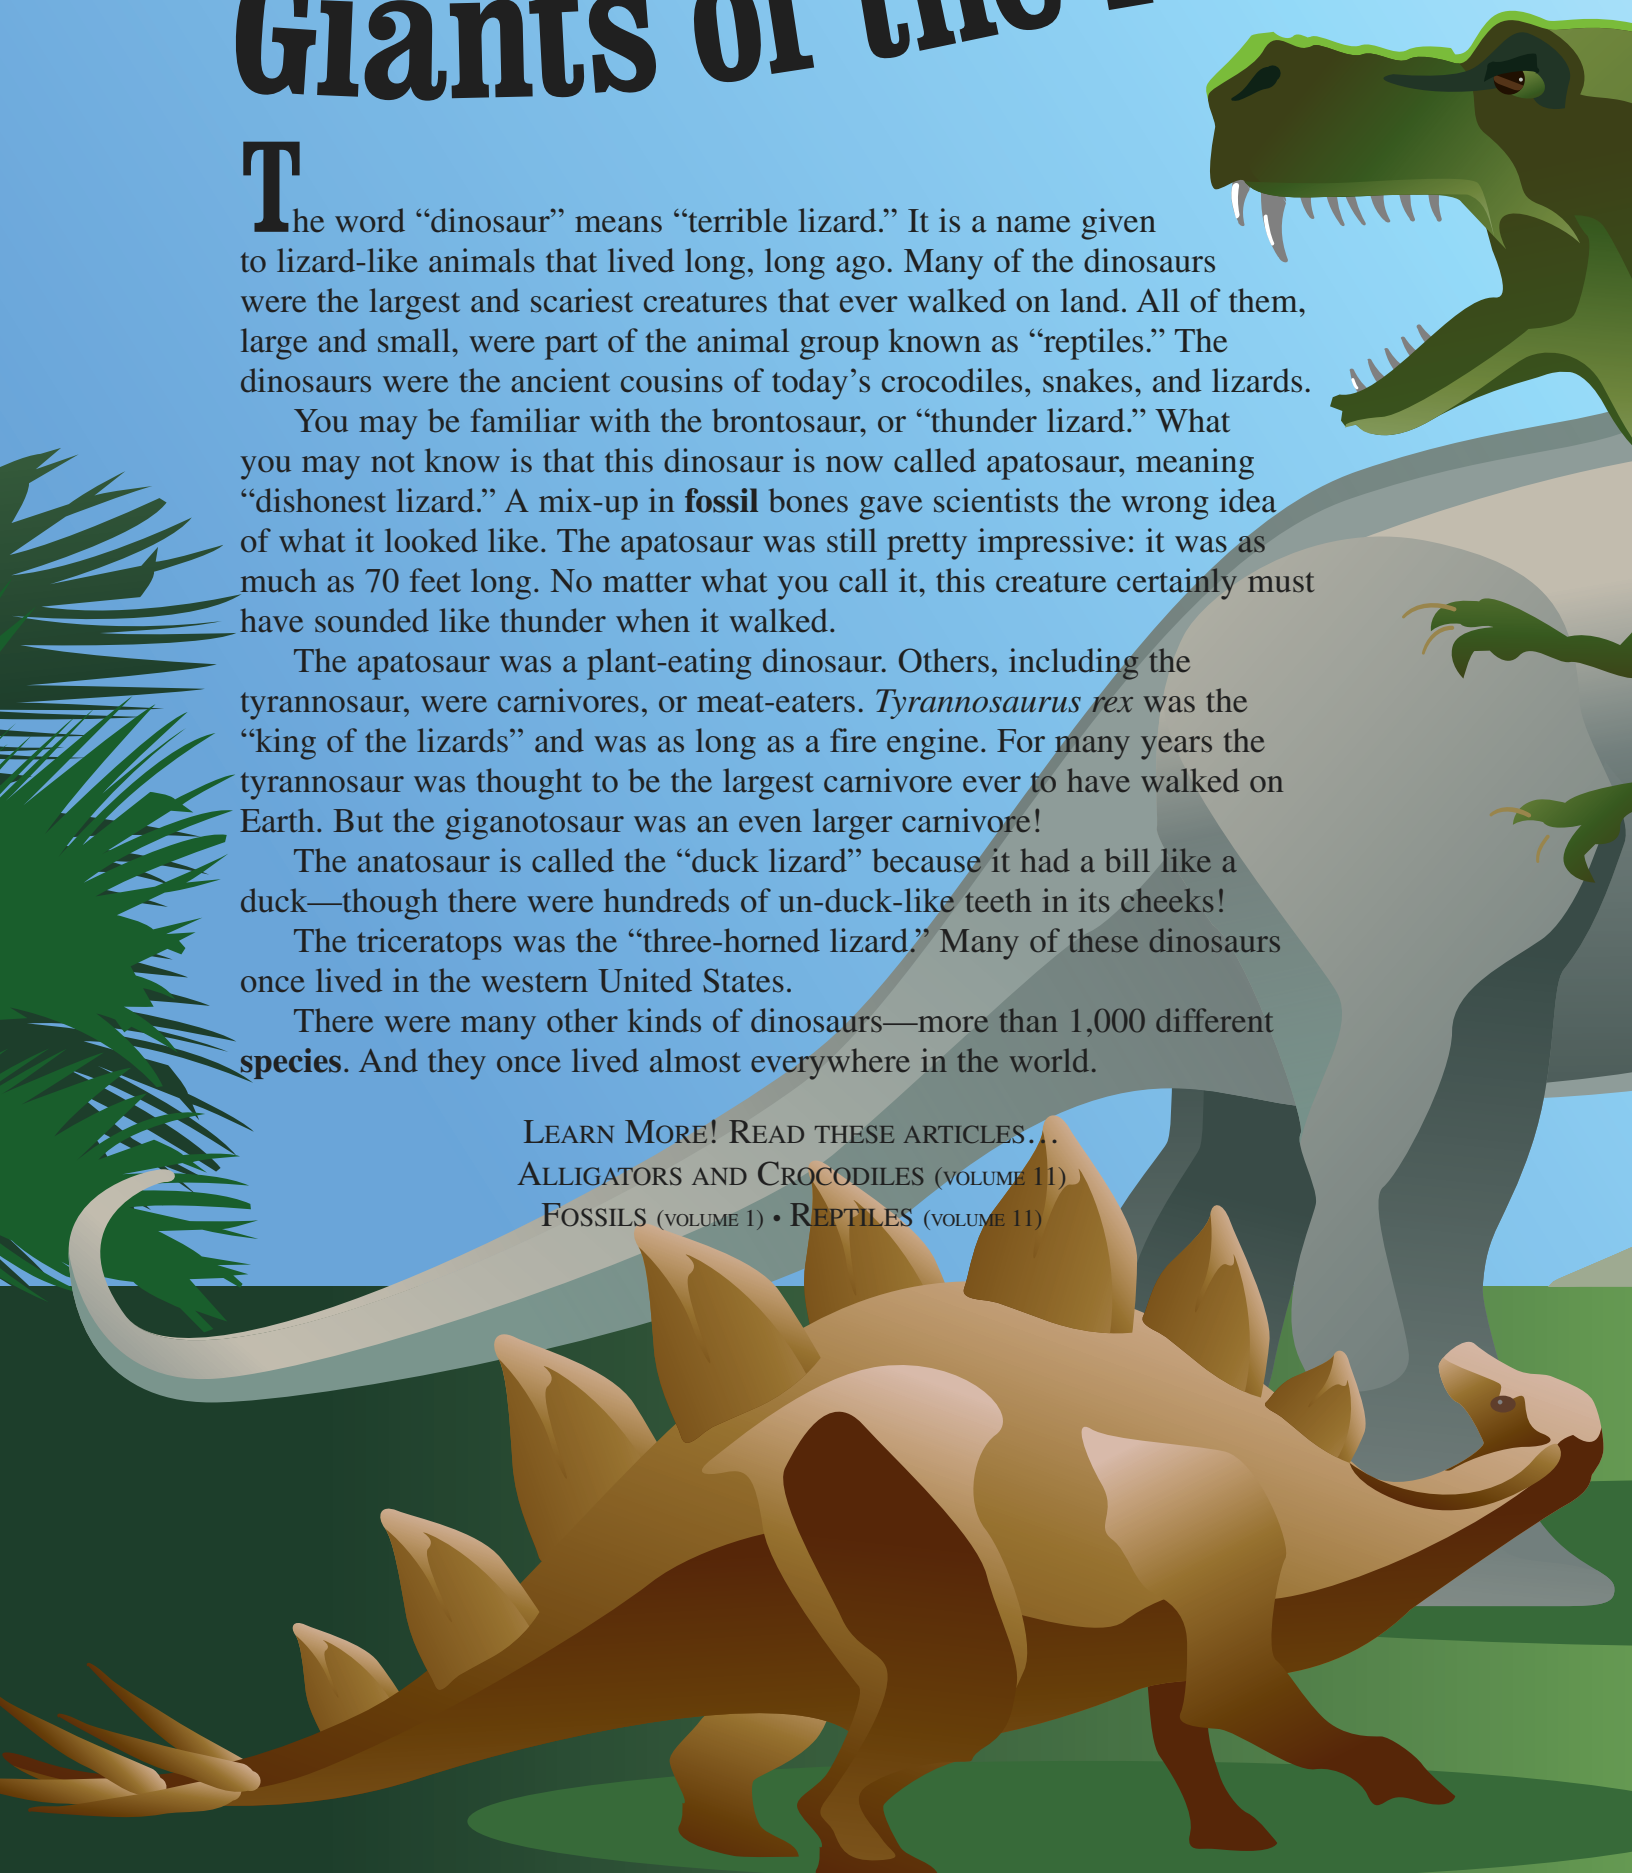 Giants of the
The word “dinosaur” means “terrible lizard.” It is a name given
to lizard-like animals that lived long, long ago. Many of the dinosaurs
were the largest and scariest creatures that ever walked on land. All of them,
large and small, were part of the animal group known as “reptiles.” The
dinosaurs were the ancient cousins of today’s crocodiles, snakes, and lizards.
You may be familiar with the brontosaur, or “thunder lizard.” What
you may not know is that this dinosaur is now called apatosaur, meaning
“dishonest lizard.” A mix-up in fossil bones gave scientists the wrong idea
of what it looked like. The apatosaur was still pretty impressive: it was as
much as 70 feet long. No matter what you call it, this creature certainly must
have sounded like thunder when it walked.
The apatosaur was a plant-eating dinosaur. Others, including the
tyrannosaur, were carnivores, or meat-eaters. Tyrannosaurus rex was the
“king of the lizards” and was as long as a fire engine. For many years the
tyrannosaur was thought to be the largest carnivore ever to have walked on
Earth. But the giganotosaur was an even larger carnivore!
The anatosaur is called the “duck lizard” because it had a bill like a
duck—though there were hundreds of un-duck-like teeth in its cheeks!
The triceratops was the “three-horned lizard.” Many of these dinosaurs
once lived in the western United States.
There were many other kinds of dinosaurs—more than 1,000 different
species. And they once lived almost everywhere in the world.
Learn More! Read these articles…
Alligators and Crocodiles (volume 11)
Fossils (volume 1) • Reptiles (volume 11)